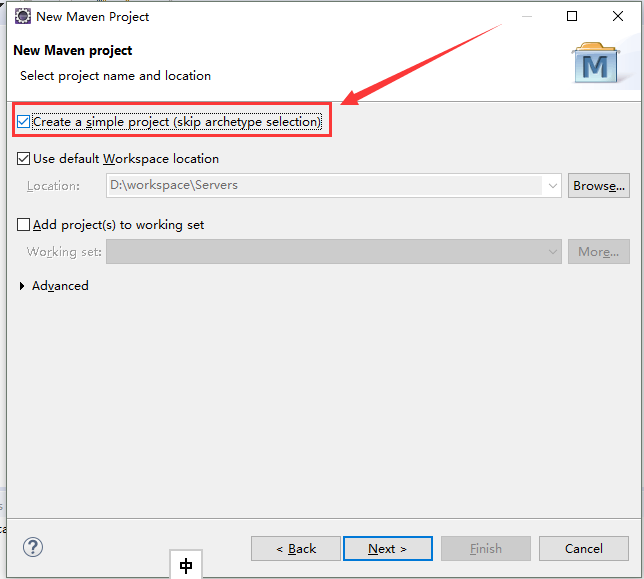 New Maven Project
New Maven project
Select project name and location
M
Create a simple project (skip archetype selection)
Use default Workspace location
Location: D:\workspace\Servers Browse...
Add project(s) to working set
Working set: More...
Advanced
? < Back Next > Finish Cancel
中